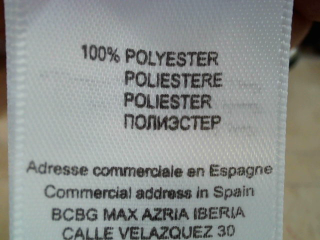 100% POLYESTER
POLIESTERE
POLIESTER
ПОЛИЭСТЕР
Adresse commerciale en Espagne
Commercial address in Spain
BCBG MAX AZRIA IBERIA
CALLE VELAZQUEZ 30